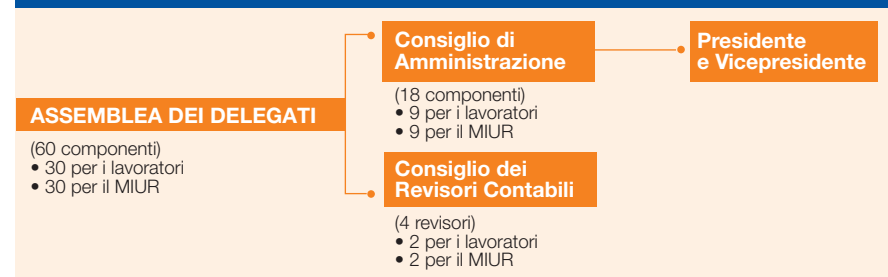 ASSEMBLEA DEI DELEGATI
(60 componenti)
• 30 per i lavoratori
• 30 per il MIUR
Consiglio di
Amministrazione
(18 componenti)
• 9 per i lavoratori
• 9 per il MIUR
Presidente
e Vicepresidente
Consiglio dei
Revisori Contabili
(4 revisori)
• 2 per i lavoratori
• 2 per il MIUR